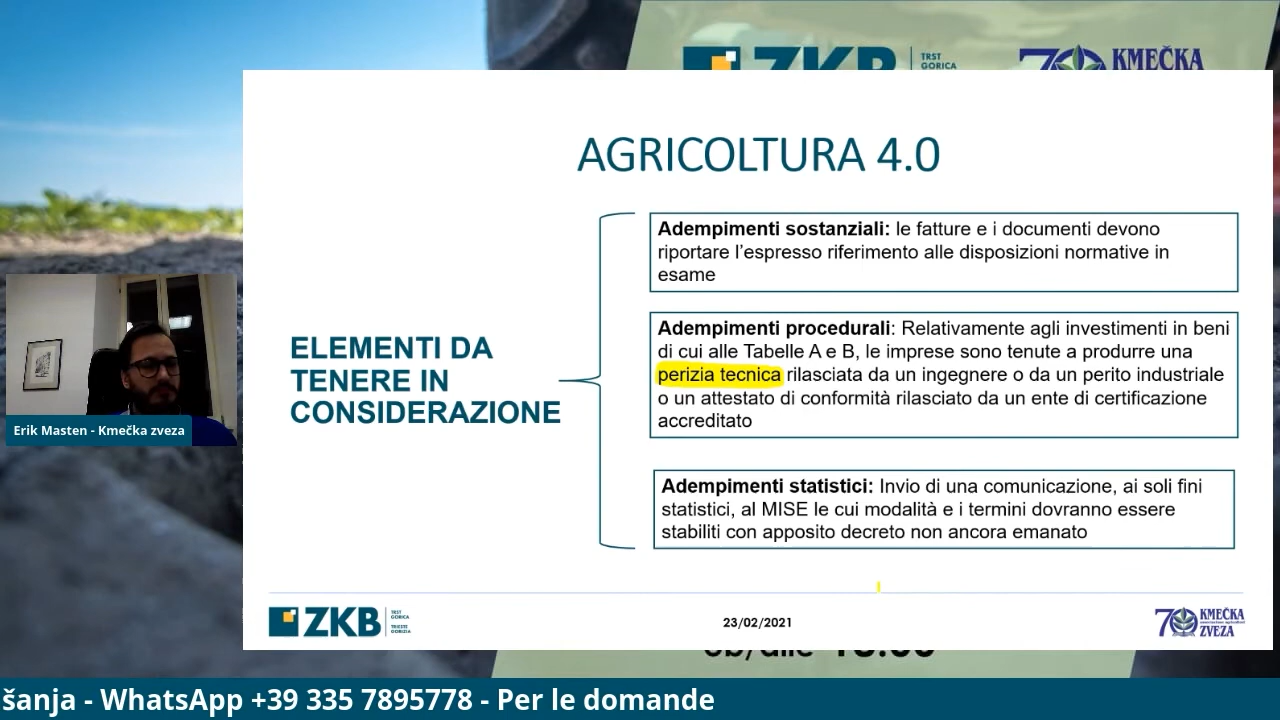 ZKB
TRST
GORICA
70 KMEČKA
AGRICOLTURA 4.0
ELEMENTI DA
TENERE IN
CONSIDERAZIONE
Adempimenti sostanziali: le fatture e i documenti devono
riportare l’espresso riferimento alle disposizioni normative in
esame
Adempimenti procedurali: Relativamente agli investimenti in beni
di cui alle Tabelle A e B, le imprese sono tenute a produrre una
perizia tecnica rilasciata da un ingegnere o da un perito industriale
o un attestato di conformità rilasciato da un ente di certificazione
accreditato
Adempimenti statistici: Invio di una comunicazione, ai soli fini
statistici, al MISE le cui modalità e i termini dovranno essere
stabiliti con apposito decreto non ancora emanato
Erik Masten - Kmečka zveza
ZKB
TRST
GORICA
TRIESTE
GORIZIA
23/02/2021
70 KMEČKA
ZVEZA
ob/alle 18.00
šanja - WhatsApp +39 335 7895778 - Per le domande